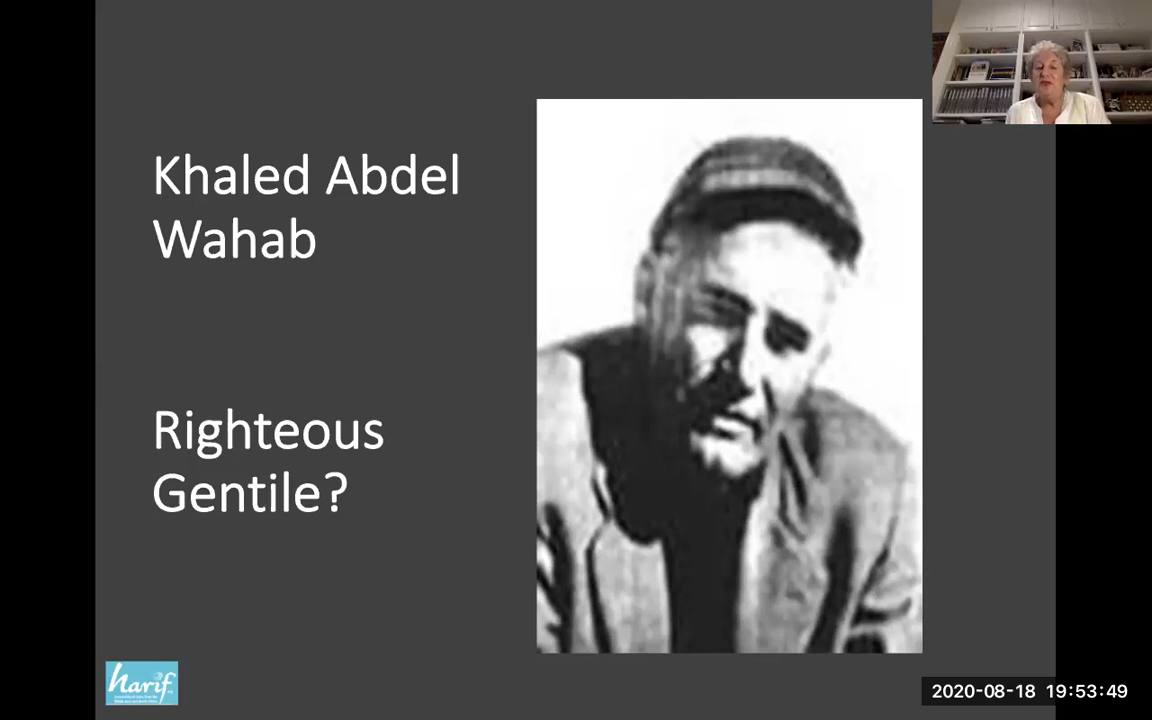 Khaled Abdel
Wahab
Righteous
Gentile?
harif
2020-08-18 19:53:49